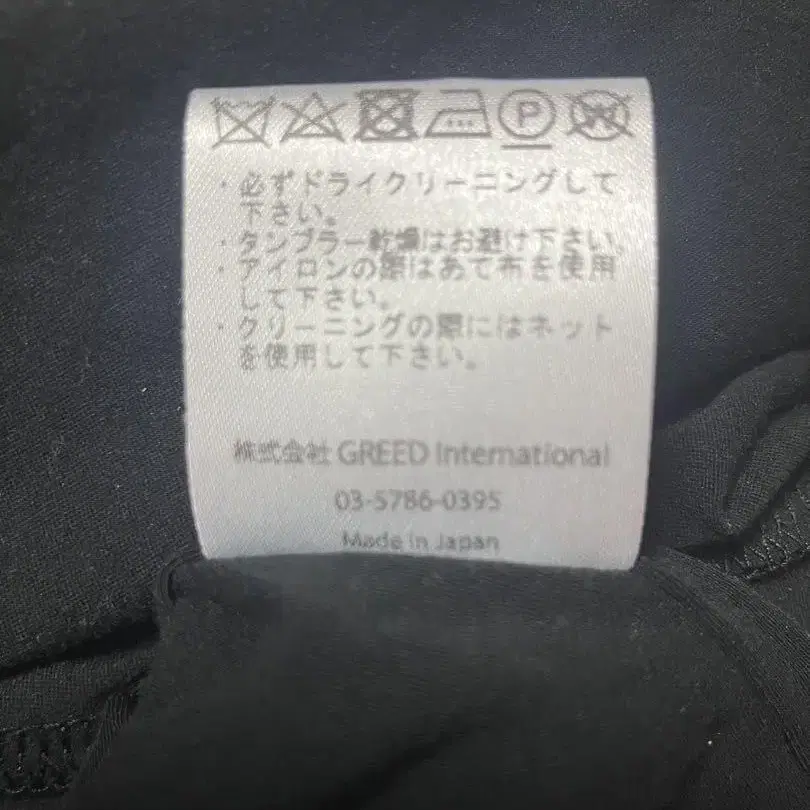 ・必ずドライクリーニングして
下さい。
・タンブラー乾燥はお避け下さい。
・アイロンの際はあて布を使用
して下さい。
・クリーニングの際にはネット
を使用して下さい。
株式会社 GREED International
03-5786-0395
Made in Japan